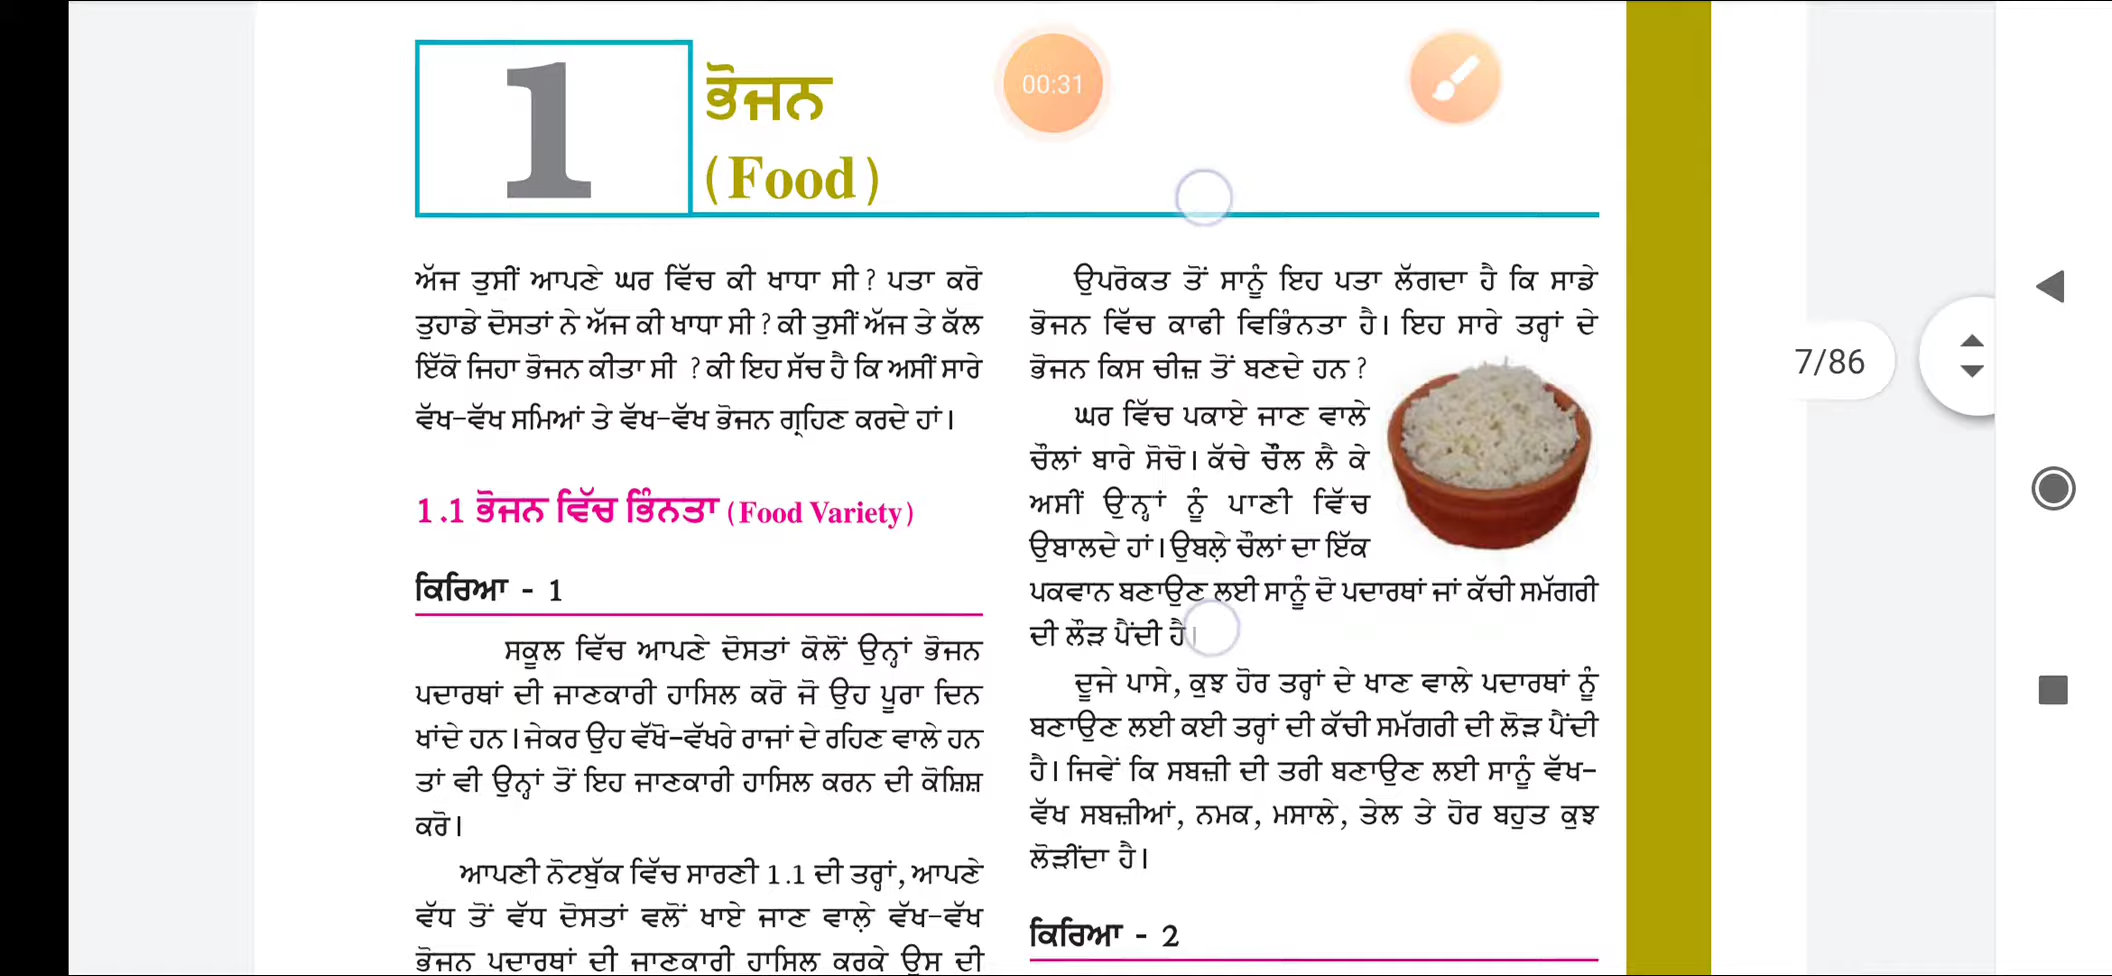 1
ਭੋਜਨ
(Food)
00:31
ਅੱਜ ਤੁਸੀਂ ਆਪਣੇ ਘਰ ਵਿੱਚ ਕੀ ਖਾਧਾ ਸੀ ? ਪਤਾ ਕਰੋ
ਤੁਹਾਡੇ ਦੋਸਤਾਂ ਨੇ ਅੱਜ ਕੀ ਖਾਧਾ ਸੀ ? ਕੀ ਤੁਸੀਂ ਅੱਜ ਤੇ ਕੱਲ
ਇੱਕੋ ਜਿਹਾ ਭੋਜਨ ਕੀਤਾ ਸੀ ? ਕੀ ਇਹ ਸੱਚ ਹੈ ਕਿ ਅਸੀਂ ਸਾਰੇ
ਵੱਖ-ਵੱਖ ਸਮਿਆਂ ਤੇ ਵੱਖ-ਵੱਖ ਭੋਜਨ ਗ੍ਰਹਿਣ ਕਰਦੇ ਹਾਂ।
1.1 ਭੋਜਨ ਵਿੱਚ ਭਿੰਨਤਾ (Food Variety)
ਕਿਰਿਆ - 1
ਸਕੂਲ ਵਿੱਚ ਆਪਣੇ ਦੋਸਤਾਂ ਕੋਲੋਂ ਉਨ੍ਹਾਂ ਭੋਜਨ
ਪਦਾਰਥਾਂ ਦੀ ਜਾਣਕਾਰੀ ਹਾਸਿਲ ਕਰੋ ਜੋ ਉਹ ਪੂਰਾ ਦਿਨ
ਖਾਂਦੇ ਹਨ। ਜੇਕਰ ਉਹ ਵੱਖੋ-ਵੱਖਰੇ ਰਾਜਾਂ ਦੇ ਰਹਿਣ ਵਾਲੇ ਹਨ
ਤਾਂ ਵੀ ਉਨ੍ਹਾਂ ਤੋਂ ਇਹ ਜਾਣਕਾਰੀ ਹਾਸਿਲ ਕਰਨ ਦੀ ਕੋਸ਼ਿਸ਼
ਕਰੋ।
ਆਪਣੀ ਨੋਟਬੁੱਕ ਵਿੱਚ ਸਾਰਣੀ 1.1 ਦੀ ਤਰ੍ਹਾਂ, ਆਪਣੇ
ਵੱਧ ਤੋਂ ਵੱਧ ਦੋਸਤਾਂ ਵਲੋਂ ਖਾਏ ਜਾਣ ਵਾਲ਼ੇ ਵੱਖ-ਵੱਖ
ਭੋਜਨ ਪਦਾਰਥਾਂ ਦੀ ਜਾਣਕਾਰੀ ਹਾਸਿਲ ਕਰਕੇ ਉਸ ਦੀ
ਉਪਰੋਕਤ ਤੋਂ ਸਾਨੂੰ ਇਹ ਪਤਾ ਲੱਗਦਾ ਹੈ ਕਿ ਸਾਡੇ
ਭੋਜਨ ਵਿੱਚ ਕਾਫੀ ਵਿਭਿੰਨਤਾ ਹੈ। ਇਹ ਸਾਰੇ ਤਰ੍ਹਾਂ ਦੇ
ਭੋਜਨ ਕਿਸ ਚੀਜ਼ ਤੋਂ ਬਣਦੇ ਹਨ ?
ਘਰ ਵਿੱਚ ਪਕਾਏ ਜਾਣ ਵਾਲੇ
ਚੌਲਾਂ ਬਾਰੇ ਸੋਚੋ। ਕੱਚੇ ਚੌਲ ਲੈ ਕੇ
ਅਸੀਂ ਉਨ੍ਹਾਂ ਨੂੰ ਪਾਣੀ ਵਿੱਚ
ਉਬਾਲਦੇ ਹਾਂ। ਉਬਲ਼ੇ ਚੌਲਾਂ ਦਾ ਇੱਕ
ਪਕਵਾਨ ਬਣਾਉਣ ਲਈ ਸਾਨੂੰ ਦੋ ਪਦਾਰਥਾਂ ਜਾਂ ਕੱਚੀ ਸਮੱਗਰੀ
ਦੀ ਲੌੜ ਪੈਂਦੀ ਹੈ।
ਦੂਜੇ ਪਾਸੇ, ਕੁਝ ਹੋਰ ਤਰ੍ਹਾਂ ਦੇ ਖਾਣ ਵਾਲੇ ਪਦਾਰਥਾਂ ਨੂੰ
ਬਣਾਉਣ ਲਈ ਕਈ ਤਰ੍ਹਾਂ ਦੀ ਕੱਚੀ ਸਮੱਗਰੀ ਦੀ ਲੋੜ ਪੈਂਦੀ
ਹੈ। ਜਿਵੇਂ ਕਿ ਸਬਜ਼ੀ ਦੀ ਤਰੀ ਬਣਾਉਣ ਲਈ ਸਾਨੂੰ ਵੱਖ-
ਵੱਖ ਸਬਜ਼ੀਆਂ, ਨਮਕ, ਮਸਾਲੇ, ਤੇਲ ਤੇ ਹੋਰ ਬਹੁਤ ਕੁਝ
ਲੋੜੀਂਦਾ ਹੈ।
ਕਿਰਿਆ - 2
7/86